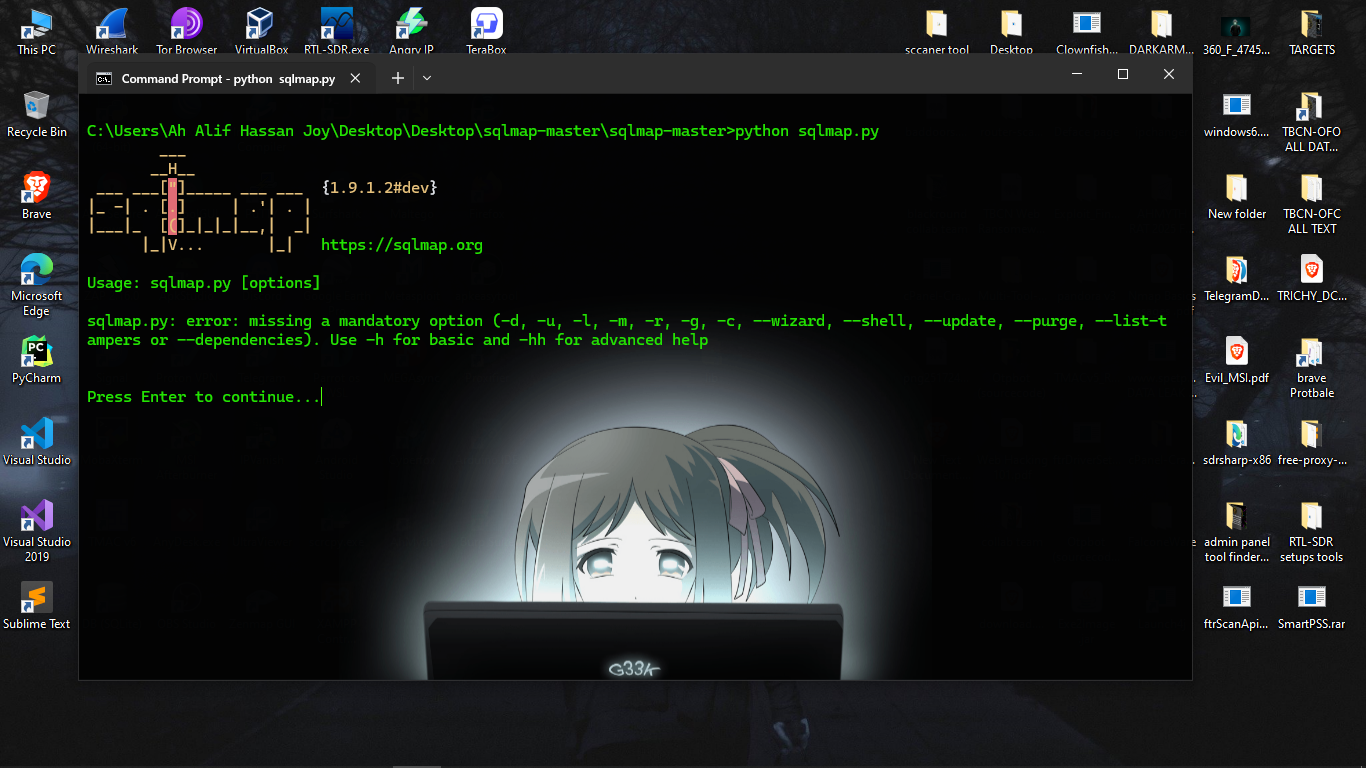 This PC
Wireshark
Tor Browser
VirtualBox
RTL-SDR.exe
Angry IP
TeraBox
sccaner tool
Desktop
Clownfish...
DARKARM...
360_F_4745...
TARGETS
Command Prompt - python  sqlmap.py
Recycle Bin
Brave
Microsoft
Edge
PyCharm
Visual Studio
Visual Studio
2019
Sublime Text
C:\Users\Ah Alif Hassan Joy\Desktop\Desktop\sqlmap-master\sqlmap-master>python sqlmap.py
{1.9.1.2#dev}
https://sqlmap.org
Usage: sqlmap.py [options]
sqlmap.py: error: missing a mandatory option (-d, -u, -l, -m, -r, -g, -c, --wizard, --shell, --update, --purge, --list-t
ampers or --dependencies). Use -h for basic and -hh for advanced help
Press Enter to continue...
G33K
windows6....
TBCN-OFO
ALL DAT...
New folder
TBCN-OFC
ALL TEXT
TelegramD...
TRICHY_DC...
Evil_MSI.pdf
brave
Protbale
sdrsharp-x86
free-proxy-...
admin panel
tool finder...
RTL-SDR
setups tools
ftrScanApi...
SmartPSS.rar